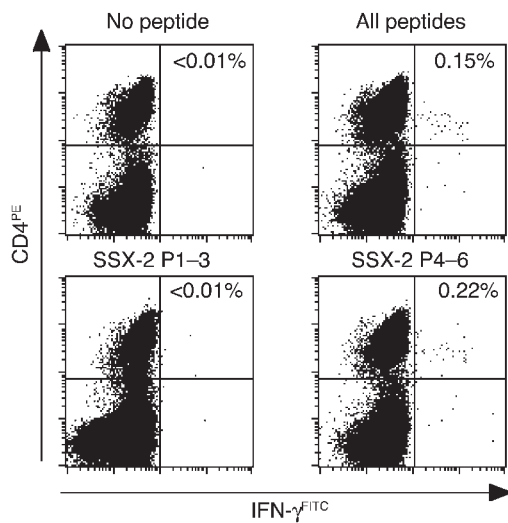 No peptide
All peptides
<0.01%
0.15%
SSX-2 P1–3
SSX-2 P4–6
<0.01%
0.22%
CD4PE
IFN-γFITC